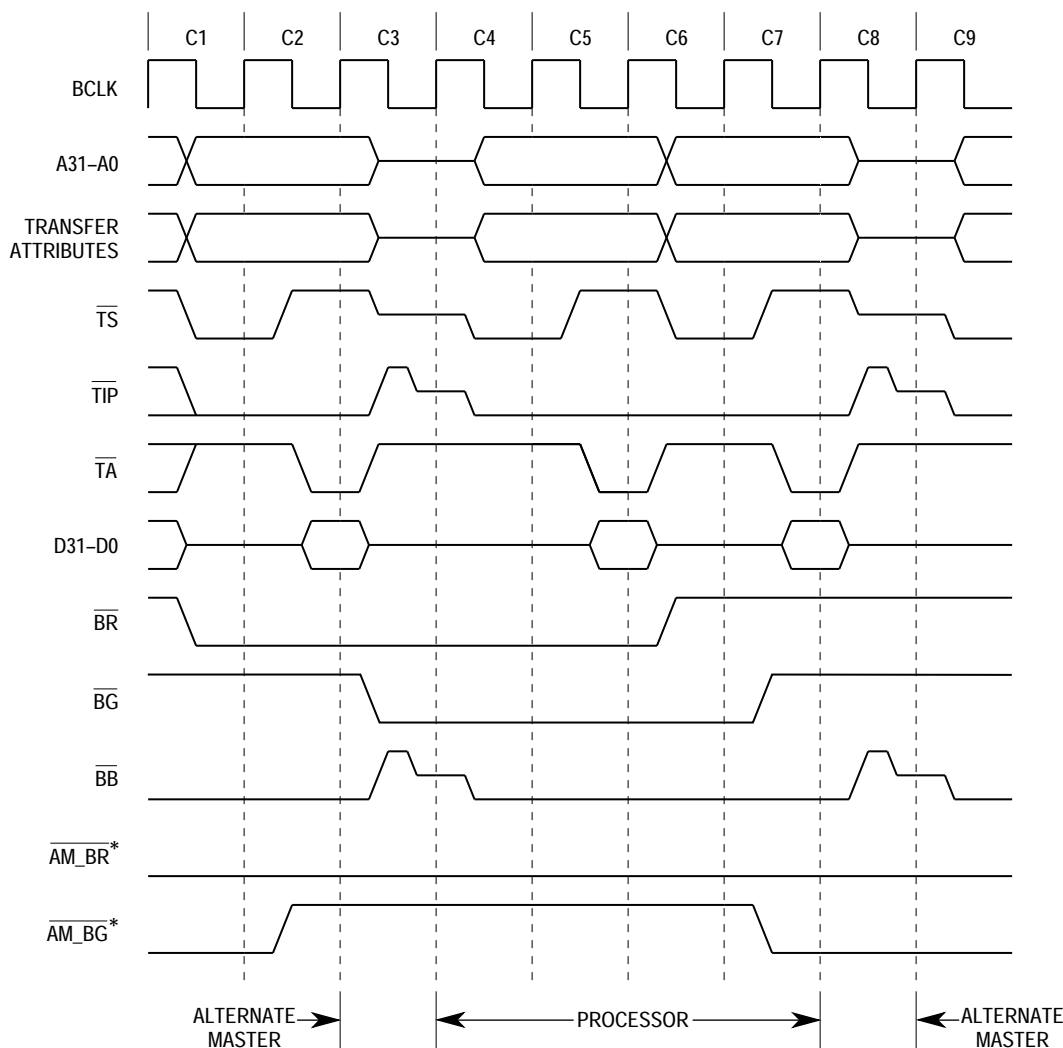 C1 C2 C3 C4 C5 C6 C7 C8 C9
BCLK
A31–A0
TRANSFER
ATTRIBUTES
TS
TIP
TA
D31–D0
BR
BG
BB
AM_BR*
AM_BG*
ALTERNATE
MASTER
PROCESSOR
ALTERNATE
MASTER